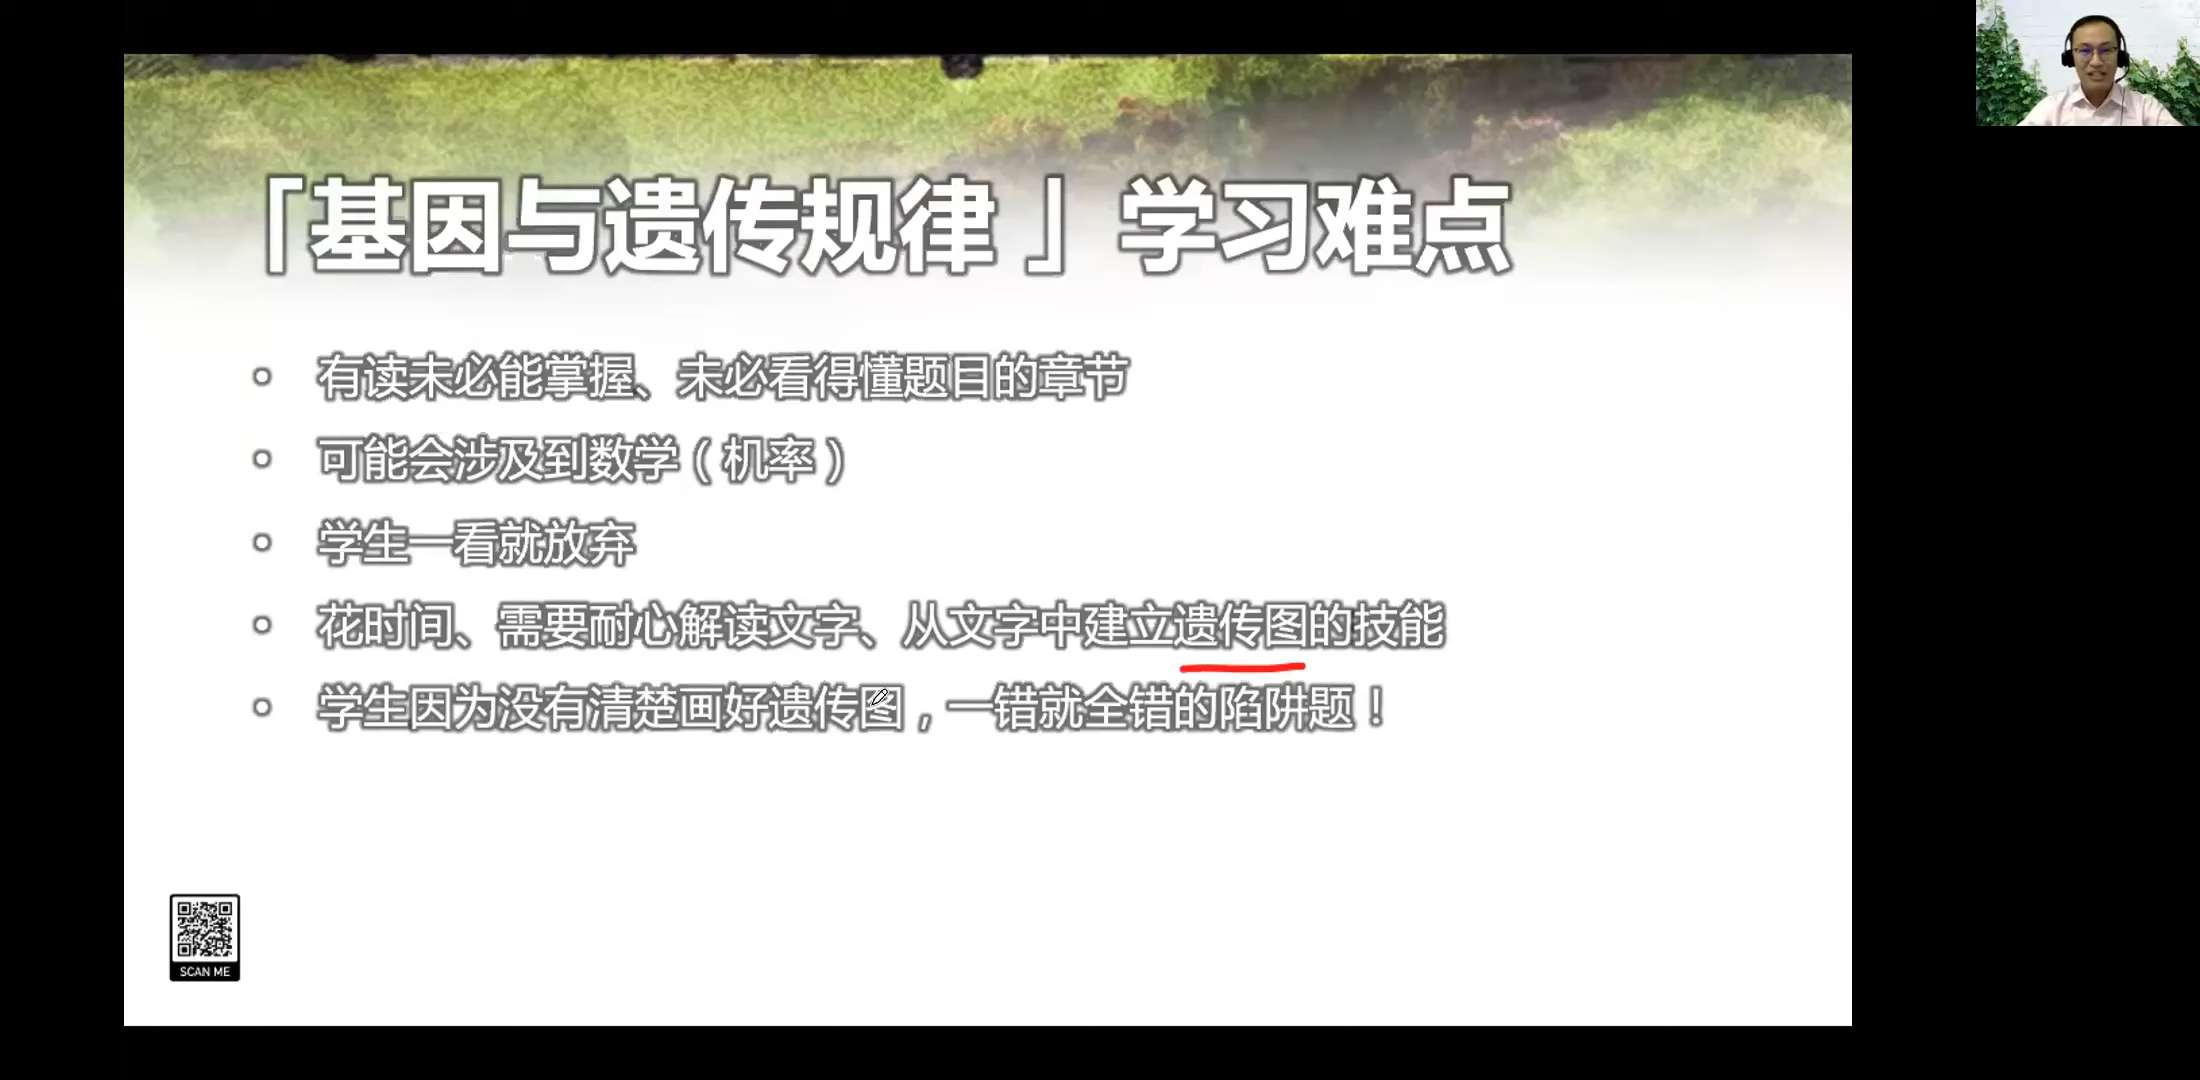 「基因与遗传规律 」学习难点
有读未必能掌握、未必看得懂题目的章节
可能会涉及到数学（机率）
学生一看就放弃
花时间、需要耐心解读文字、从文字中建立遗传图的技能
学生因为没有清楚画好遗传图，一错就全错的陷阱题！
SCAN ME